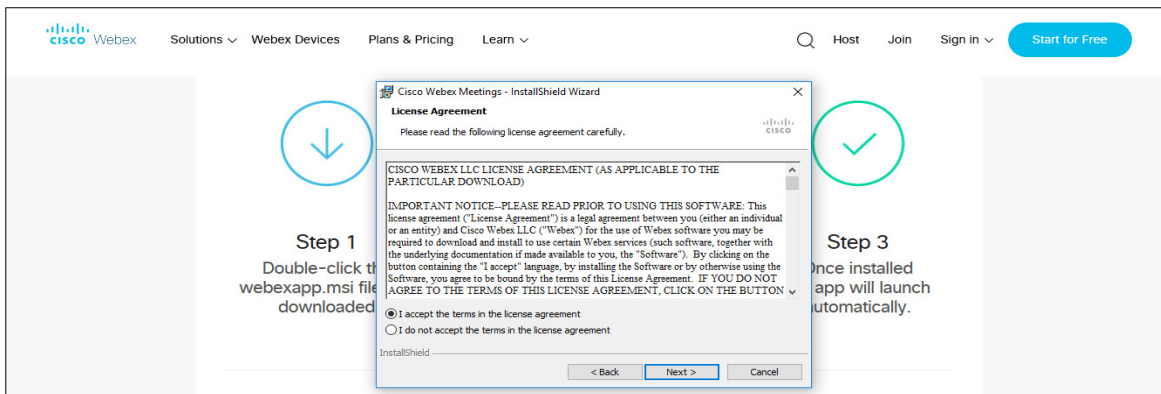 CISCO Webex Solutions Webex Devices Plans & Pricing Learn Host Join Sign in Start for Free
Cisco Webex Meetings - InstallShield Wizard
License Agreement
Please read the following license agreement carefully.
CISCO
CISCO WEBEX LLC LICENSE AGREEMENT (AS APPLICABLE TO THE
PARTICULAR DOWNLOAD)
IMPORTANT NOTICE--PLEASE READ PRIOR TO USING THIS SOFTWARE: This
license agreement ("License Agreement") is a legal agreement between you (either an individual
or an entity) and Cisco Webex LLC ("Webex") for the use of Webex software you may be
required to download and install to use certain Webex services (such software, together with
the underlying documentation if made available to you, the "Software"). By clicking on the
button containing the "I accept" language, by installing the Software or by otherwise using the
Software, you agree to be bound by the terms of this License Agreement. IF YOU DO NOT
AGREE TO THE TERMS OF THIS LICENSE AGREEMENT, CLICK ON THE BUTTON
I accept the terms in the license agreement
I do not accept the terms in the license agreement
InstallShield
< Back Next > Cancel
Step 1
Double-click
webexapp.msi file
downloaded
Step 3
Once installed
app will launch
automatically.